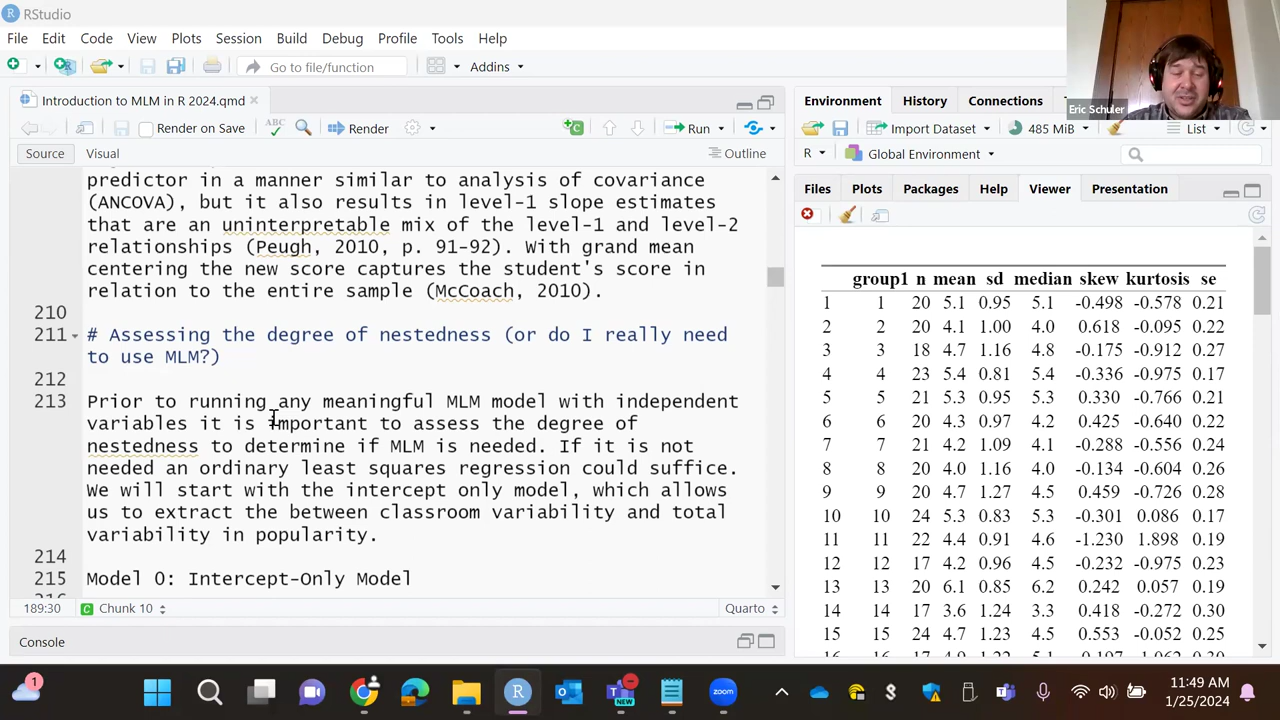 RStudio
File Edit Code View Plots Session Build Debug Profile Tools Help
Go to file/function Addins
Eric Schuler
Introduction to MLM in R 2024.qmd
Render on Save Render Run
Source Visual Outline
predictor in a manner similar to analysis of covariance
(ANCOVA), but it also results in level-1 slope estimates
that are an uninterpretable mix of the level-1 and level-2
relationships (Peugh, 2010, p. 91-92). With grand mean
centering the new score captures the student's score in
relation to the entire sample (McCoach, 2010).
210
211 # Assessing the degree of nestedness (or do I really need
to use MLM?)
212
213 Prior to running any meaningful MLM model with independent
variables it is important to assess the degree of
nestedness to determine if MLM is needed. If it is not
needed an ordinary least squares regression could suffice.
We will start with the intercept only model, which allows
us to extract the between classroom variability and total
variability in popularity.
214
215 Model 0: Intercept-Only Model
189:30 Chunk 10 Quarto
Console
Environment History Connections
Import Dataset 485 MiB List
R Global Environment
Files Plots Packages Help Viewer Presentation
group1 n mean sd median skew kurtosis se
1 1 20 5.1 0.95 5.1 -0.498 -0.578 0.21
2 2 20 4.1 1.00 4.0 0.618 -0.095 0.22
3 3 18 4.7 1.16 4.8 -0.175 -0.912 0.27
4 4 23 5.4 0.81 5.4 -0.336 -0.975 0.17
5 5 21 5.2 0.95 5.3 0.330 -0.766 0.21
6 6 20 4.3 0.97 4.2 0.425 -0.640 0.22
7 7 21 4.2 1.09 4.1 -0.288 -0.556 0.24
8 8 20 4.0 1.16 4.0 -0.134 -0.604 0.26
9 9 20 4.7 1.27 4.5 0.459 -0.726 0.28
10 10 24 5.3 0.83 5.3 -0.301 0.086 0.17
11 11 22 4.4 0.91 4.6 -1.230 1.898 0.19
12 12 17 4.2 0.96 4.5 -0.232 -0.975 0.23
13 13 20 6.1 0.85 6.2 0.242 0.057 0.19
14 14 17 3.6 1.24 3.3 0.418 -0.272 0.30
15 15 24 4.7 1.23 4.5 0.553 -0.052 0.25
1
NEW
zoom
11:49 AM
1/25/2024